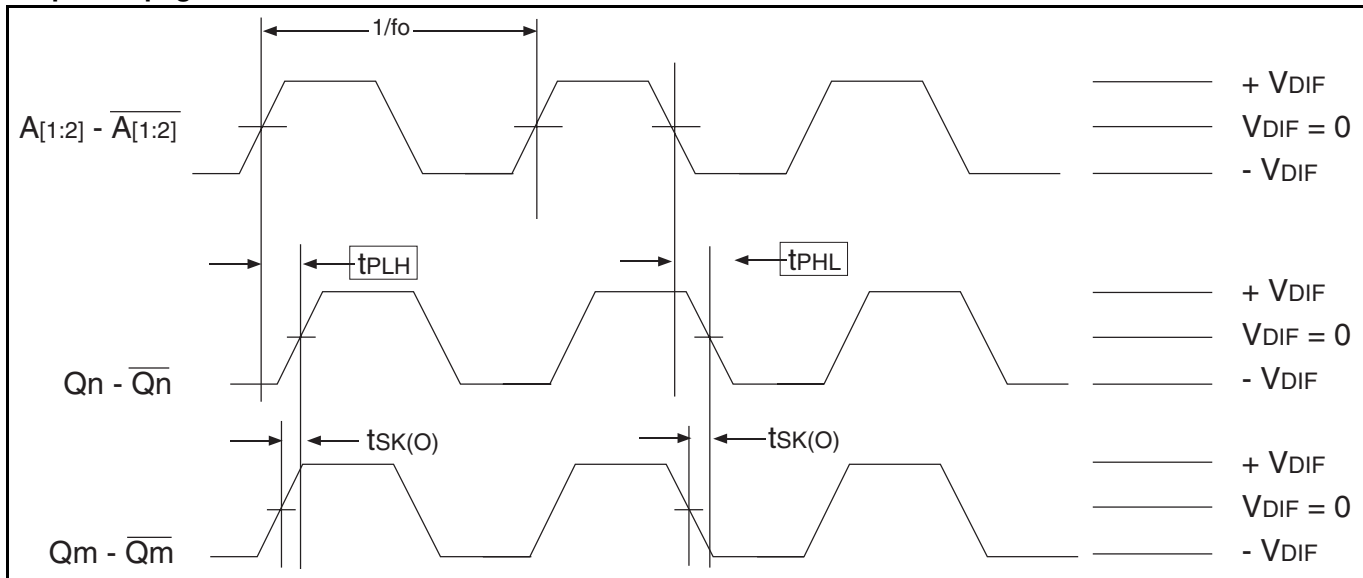 1/fo
A[1:2] - A[1:2]
+ VDIF
VDIF = 0
- VDIF
tPLH
tPHL
+ VDIF
VDIF = 0
- VDIF
Qn - Qn
tSK(O)
tSK(O)
+ VDIF
VDIF = 0
- VDIF
Qm - Qm